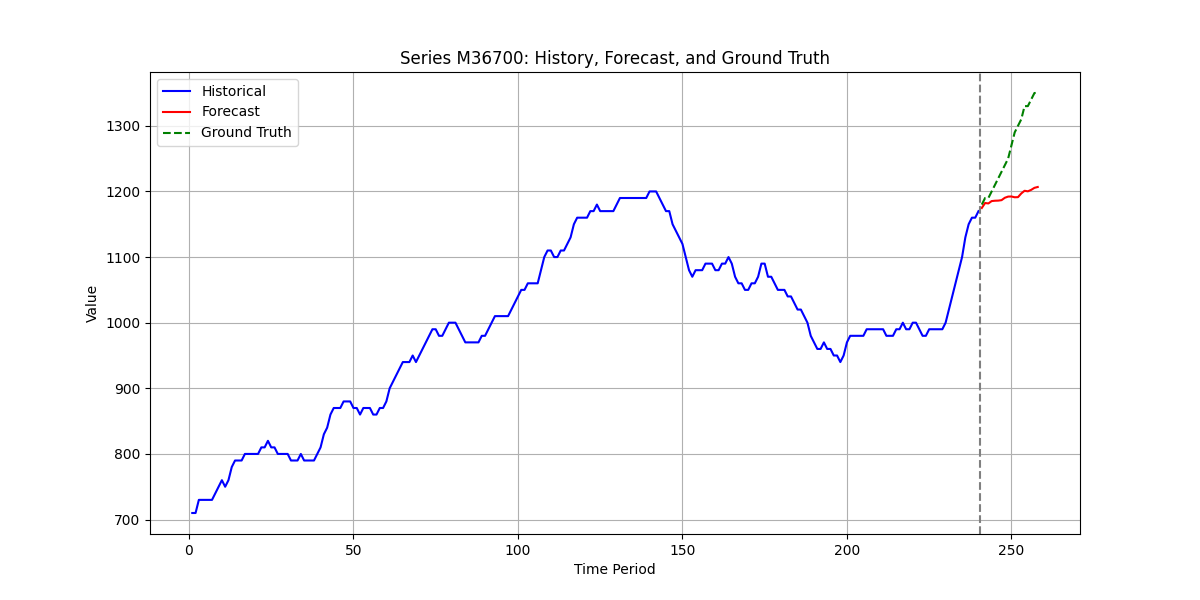 Series M36700: History, Forecast, and Ground Truth
Historical
Forecast
Ground Truth
1300
1200
1100
1000
900
800
700
Value
0 50 100 150 200 250
Time Period